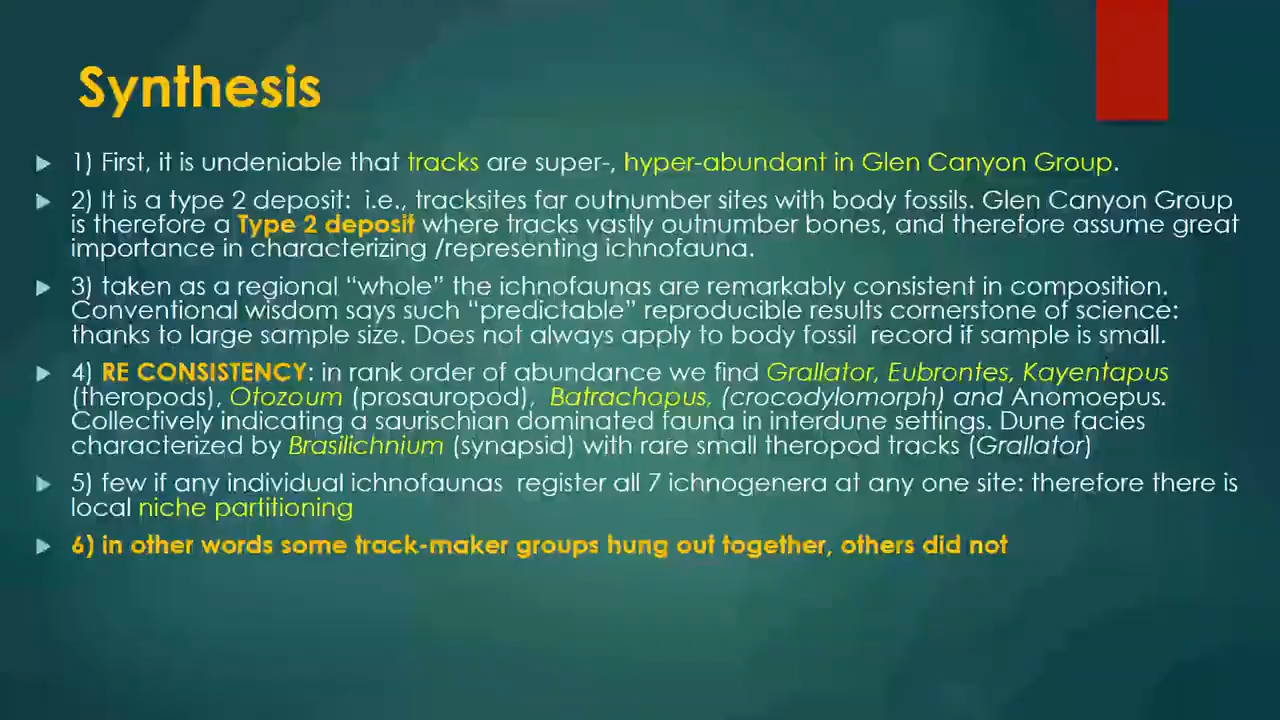 Synthesis
1) First, it is undeniable that tracks are super-, hyper-abundant in Glen Canyon Group.
2) It is a type 2 deposit: i.e., tracksites far outnumber sites with body fossils. Glen Canyon Group
is therefore a Type 2 deposit where tracks vastly outnumber bones, and therefore assume great
importance in characterizing /representing ichnofauna.
3) taken as a regional “whole” the ichnofaunas are remarkably consistent in composition.
Conventional wisdom says such “predictable” reproducible results cornerstone of science:
thanks to large sample size. Does not always apply to body fossil record if sample is small.
4) RE CONSISTENCY: in rank order of abundance we find Grallator, Eubrontes, Kayentapus
(theropods), Otozoum (prosauropod), Batrachopus, (crocodylomorph) and Anomoepus.
Collectively indicating a saurischian dominated fauna in interdune settings. Dune facies
characterized by Brasilichnium (synapsid) with rare small theropod tracks (Grallator)
5) few if any individual ichnofaunas register all 7 ichnogenera at any one site: therefore there is
local niche partitioning
6) in other words some track-maker groups hung out together, others did not